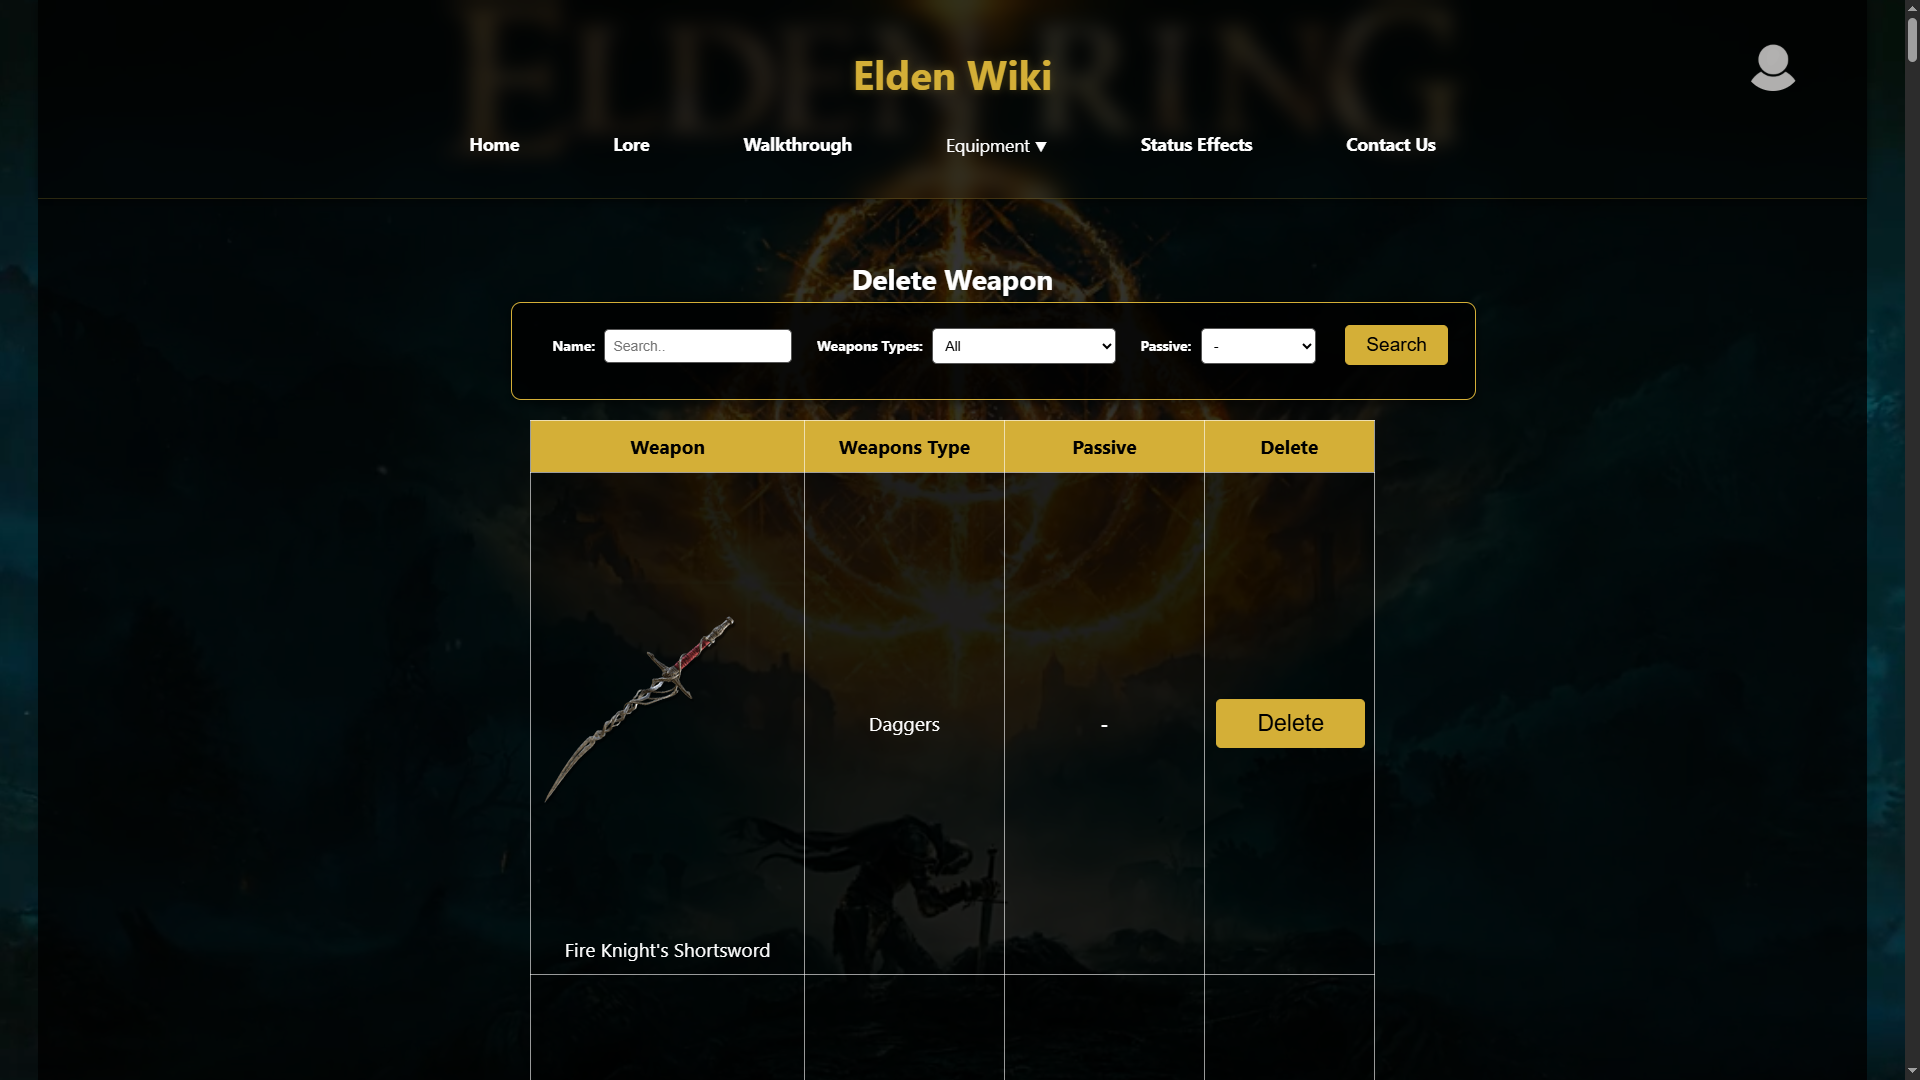 ELDEN RING
Elden Wiki
Home Lore Walkthrough Equipment ▼ Status Effects Contact Us
Delete Weapon
Name: Search.. Weapons Types: All Passive: - Search
Weapon Weapons Type Passive Delete
Daggers - Delete
Fire Knight's Shortsword